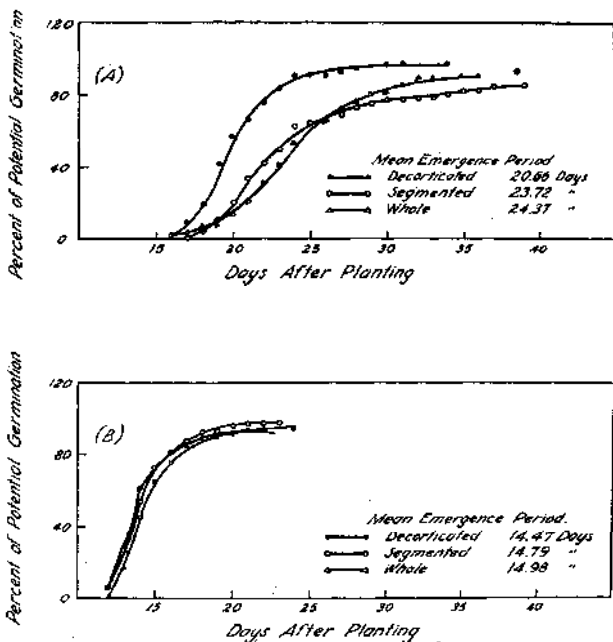 Percent of Potential Germination
120
80
40
0
(A)
Mean Emergence Period
Decorticated 20.66 Days
Segmented 23.72 "
Whole 24.37 "
15 20 25 30 35 40
Days After Planting
Percent of Potential Germination
120
80
40
0
(B)
Mean Emergence Period.
Decorticated 14.47 Days
Segmented 14.79 "
Whole 14.98 "
15 20 25 30 35 40
Days After Planting